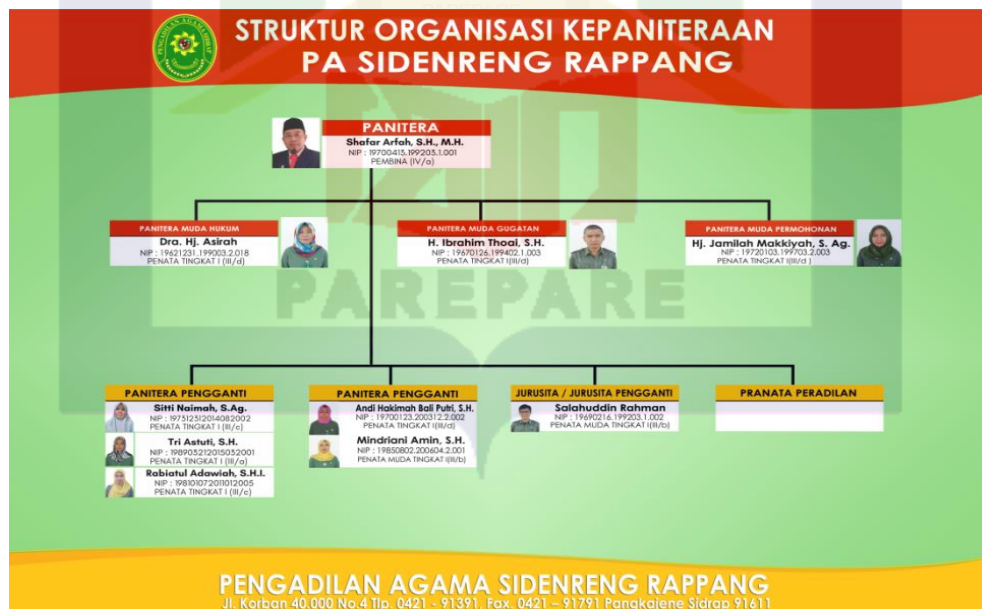 STRUKTUR ORGANISASI KEPANITERAAN
PA SIDENRENG RAPPANG
PANITERA
Shafar Arfah, S.H., M.H.
NIP : 19700413.199203.1.001
PEMBINA (IV/a)
PANITERA MUDA HUKUM
Dra. Hj. Asirah
NIP : 19621231.199003.2.018
PENATA TINGKAT I (III/d)
PANITERA MUDA GUGATAN
H. Ibrahim Thoai, S.H.
NIP : 19670126.199402.1.003
PENATA TINGKAT I(III/d)
PANITERA MUDA PERMOHONAN
Hj. Jamilah Makkiyah, S. Ag.
NIP : 19720103.199703.2.003
PENATA TINGKAT I(III/d )
PAREPARE
PANITERA PENGGANTI
Sitti Naimah, S.Ag.
NIP : 197312312014082002
PENATA TINGKAT I (III/c)
Tri Astuti, S.H.
NIP : 198903212015032001
PENATA TINGKAT I (III/a)
Rabiatul Adawiah, S.H.I.
NIP : 198101072011012005
PENATA TINGKAT I (III/c)
PANITERA PENGGANTI
Andi Hakimah Bali Putri, S.H.
NIP : 19700123.200312.2.002
PENATA TINGKAT I(III/d)
Mindriani Amin, S.H.
NIP : 19850802.200604.2.001
PENATA MUDA TINGKAT I(III/b)
JURUSITA / JURUSITA PENGGANTI
Salahuddin Rahman
NIP : 19690216.199203.1.002
PENATA MUDA TINGKAT I(III/b)
PRANATA PERADILAN
PENGADILAN AGAMA SIDENRENG RAPPANG
Jl. Korban 40.000 No.4 Tlp. 0421 - 91391, Fax. 0421 – 91791 Pangkajene Sidrap 91611